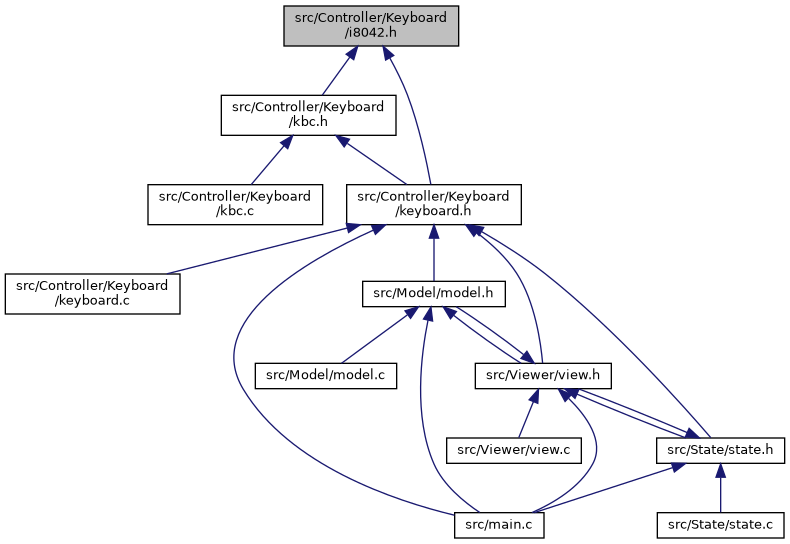 src/Controller/Keyboard
/i8042.h
src/Controller/Keyboard
/kbc.h
src/Controller/Keyboard
/kbc.c
src/Controller/Keyboard
/keyboard.h
src/Controller/Keyboard
/keyboard.c
src/Model/model.h
src/Model/model.c
src/Viewer/view.h
src/Viewer/view.c
src/State/state.h
src/main.c
src/State/state.c